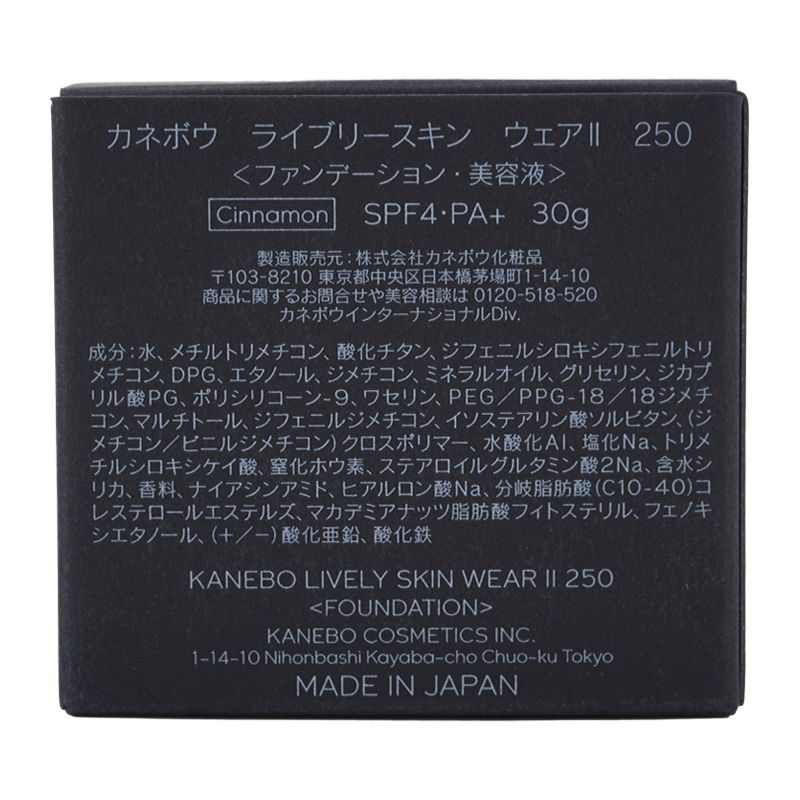 カネボウ ライブリースキン ウェアII 250
<ファンデーション・美容液>
Cinnamon SPF4・PA+ 30g
製造販売元：株式会社カネボウ化粧品
〒103-8210 東京都中央区日本橋茅場町1-14-10
商品に関するお問合せや美容相談は 0120-518-520
カネボウインターナショナルDiv.
成分：水、メチルトリメチコン、酸化チタン、ジフェニルシロキシフェニルトリ
メチコン、DPG、エタノール、ジメチコン、ミネラルオイル、グリセリン、ジカプ
リル酸PG、ポリシリコーン-9、ワセリン、PEG／PPG-18／18ジメチ
コン、マルチトール、ジフェニルジメチコン、イソステアリン酸ソルビタン、(ジ
メチコン／ビニルジメチコン)クロスポリマー、水酸化Al、塩化Na、トリメ
チルシロキシケイ酸、窒化ホウ素、ステアロイルグルタミン酸2Na、含水シ
リカ、香料、ナイアシンアミド、ヒアルロン酸Na、分岐脂肪酸(C10-40)コ
レステロールエステルズ、マカデミアナッツ脂肪酸フィトステリル、フェノキ
シエタノール、(+/−)酸化亜鉛、酸化鉄
KANEBO LIVELY SKIN WEAR II 250
<FOUNDATION>
KANEBO COSMETICS INC.
1-14-10 Nihonbashi Kayaba-cho Chuo-ku Tokyo
MADE IN JAPAN